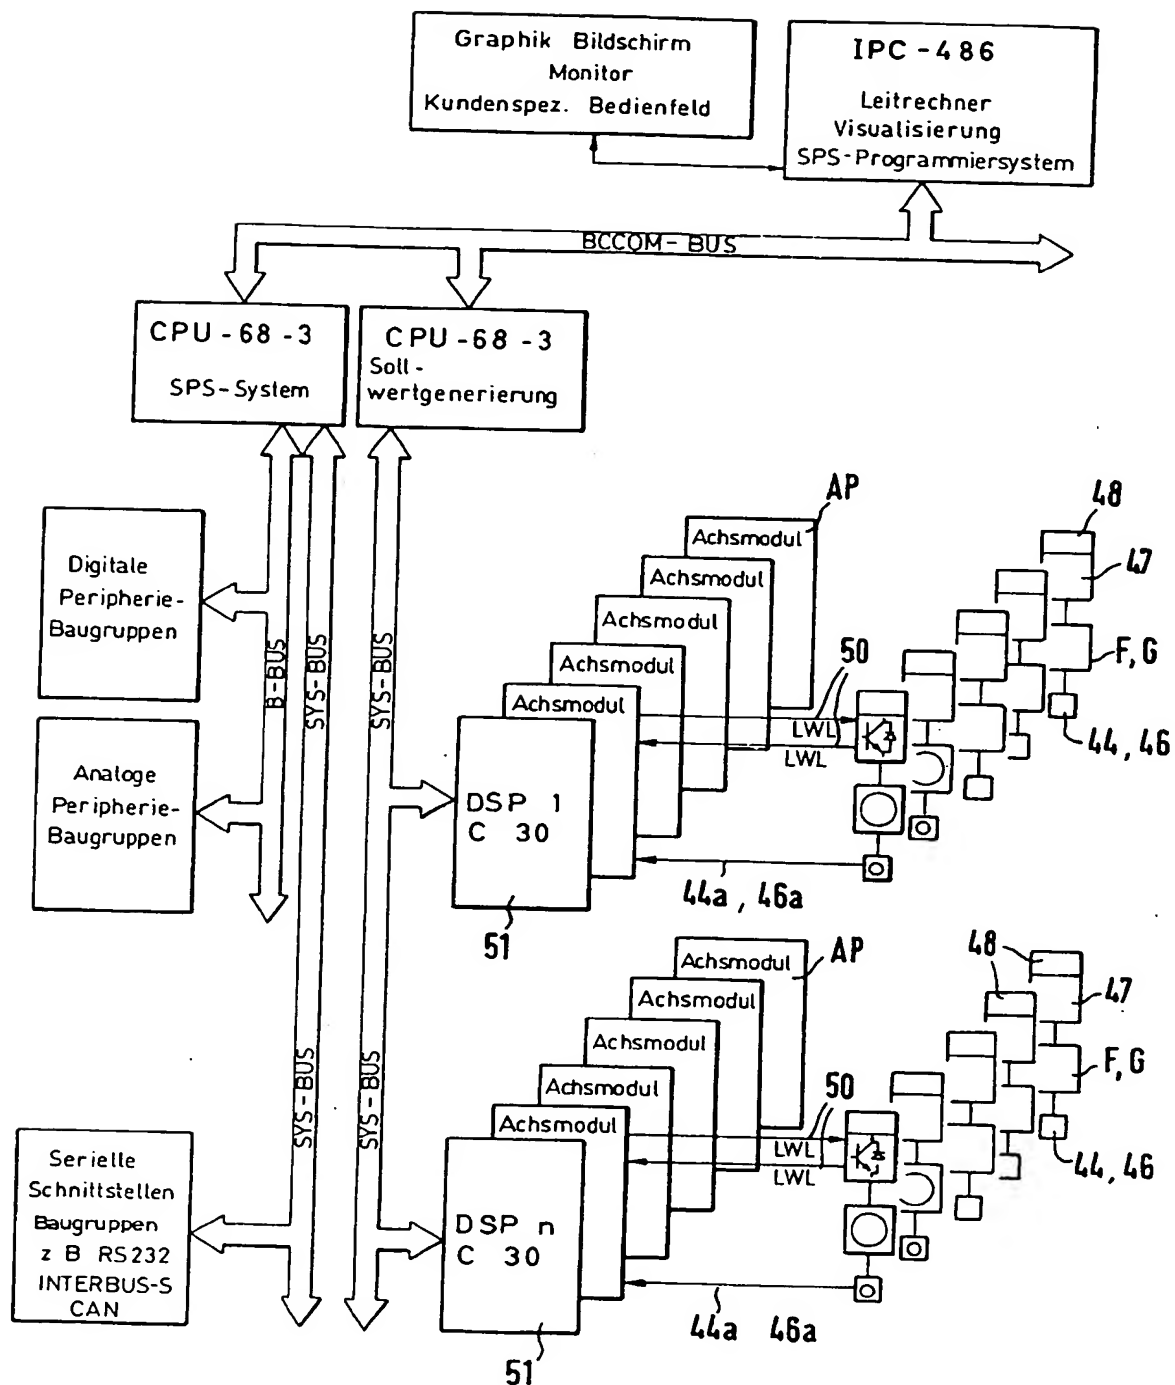 Graphik Bildschirm
Monitor
Kundenspez. Bedienfeld
IPC-486
Leitrechner
Visualisierung
SPS-Programmiersystem
BCCOM-BUS
CPU-68-3
SPS-System
CPU-68-3
Soll-
wertgenerierung
Digitale
Peripherie-
Baugruppen
Analoge
Peripherie-
Baugruppen
B-BUS
SYS-BUS
SYS-BUS
AP
Achsmodul
Achsmodul
Achsmodul
Achsmodul
Achsmodul
DSP 1
C 30
51
50
LWL
LWL
44a, 46a
48
47
F, G
44, 46
SYS-BUS
SYS-BUS
AP
Achsmodul
Achsmodul
Achsmodul
Achsmodul
Achsmodul
DSP n
C 30
51
50
LWL
LWL
44a 46a
48
48
47
F, G
44, 46
Serielle
Schnittstellen
Baugruppen
z B RS232
INTERBUS-S
CAN